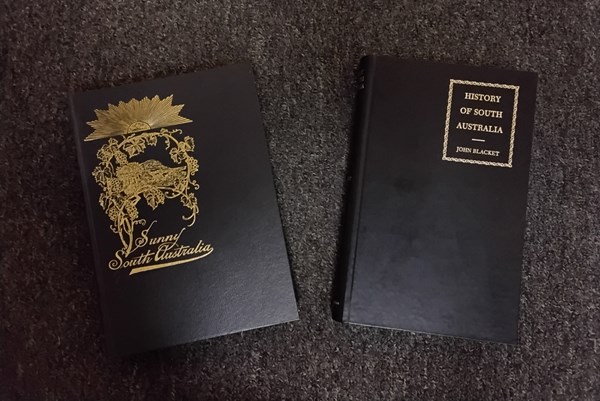 Sunny
South Australia
HISTORY
OF SOUTH
AUSTRALIA
JOHN BLACKET